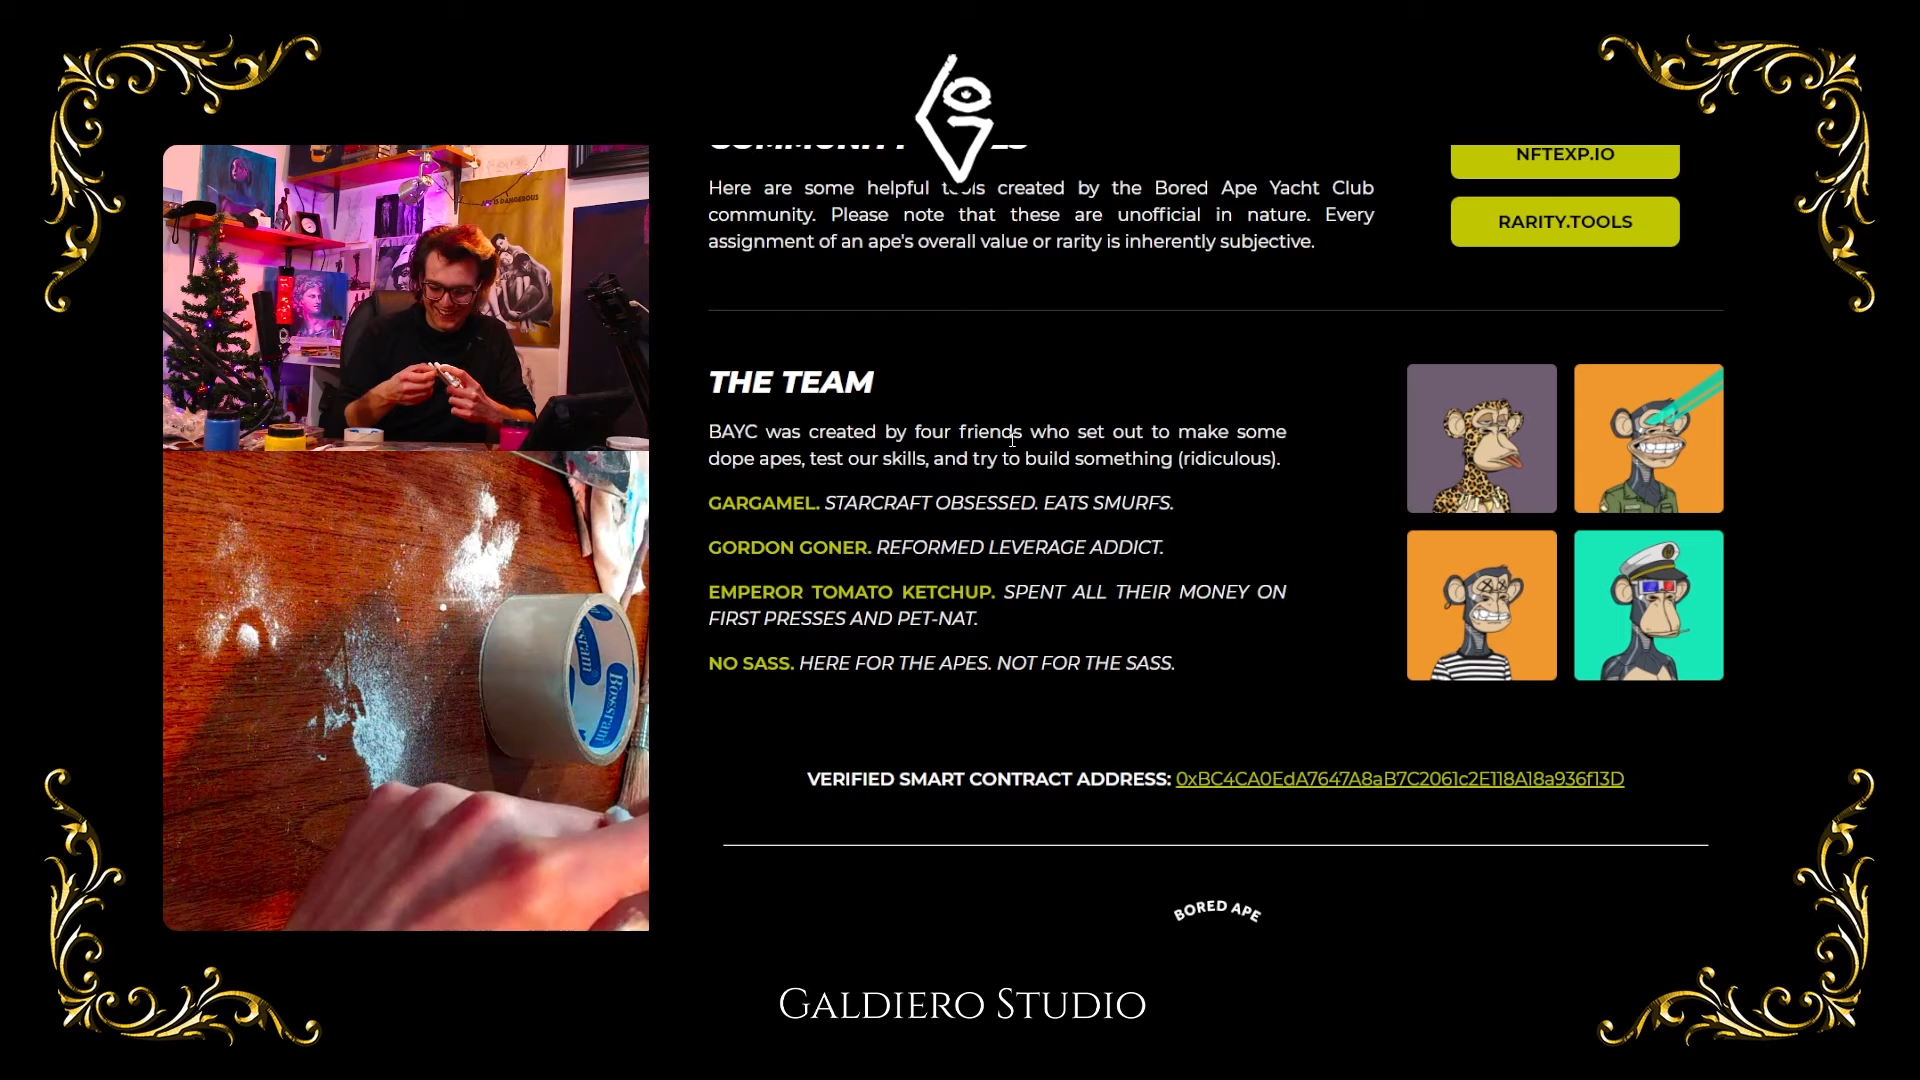 COMMUNITY
NFTEXP.IO
Here are some helpful tools created by the Bored Ape Yacht Club
community. Please note that these are unofficial in nature. Every
assignment of an ape's overall value or rarity is inherently subjective.
RARITY.TOOLS
THE TEAM
BAYC was created by four friends who set out to make some
dope apes, test our skills, and try to build something (ridiculous).
GARGAMEL. STARCRAFT OBSESSED. EATS SMURFS.
GORDON GONER. REFORMED LEVERAGE ADDICT.
EMPEROR TOMATO KETCHUP. SPENT ALL THEIR MONEY ON
FIRST PRESSES AND PET-NAT.
NO SASS. HERE FOR THE APES. NOT FOR THE SASS.
VERIFIED SMART CONTRACT ADDRESS: 0xBC4CA0EdA7647A8aB7C2061c2E118A18a936f13D
BORED APE
GALDIERO STUDIO
IS DANGEROUS
Bossram